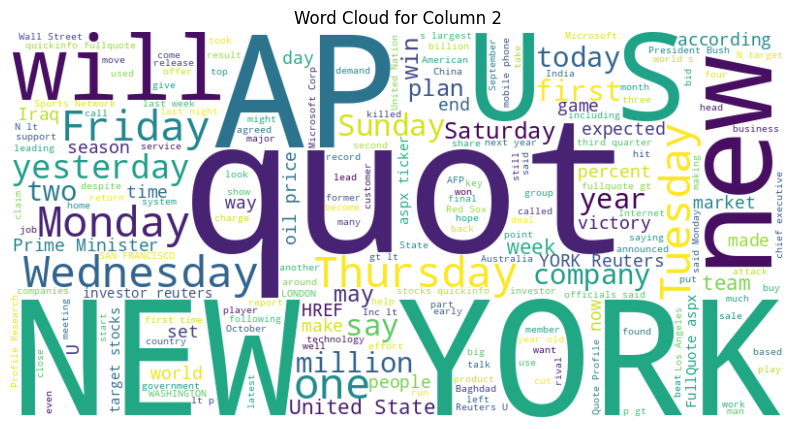 Word Cloud for Column 2
Wall Street
took
according
Microsoft
s largest
quickinfo fullquote
come
result
day
billion
President Bush
world s
N target
will
AP
US
win
today
new
move
release
demand
American
September
mobile phone
take
used
offer
top
China
India
bid
four
give
United Nation
plan
first
month
three
head
Sports Network
last week
Microsoft Corp
Iraq
call
last night
might
Sunday
end
game
including
N lt
Friday
agreed
killed
Saturday
expected
business
support
major
second
share
next year
third quarter
leading
season
service
record
still
said
hit
yesterday
quot
look
AFP
key
percent
fullquote gt
Tuesday
making
claim
despite
way
show
lead
won
aspx ticker
group
year
market
two
time
return
oil price
former
customer
final
Internet
home
system
become
Red Sox
called
deal
victory
made
Monday
charge
many
hope
saying
job
back
point
announced
said Monday
put
attack
chief executive
Prime Minister
State
week
YORK Reuters
SAN FRANCISCO
gt lt
Australia
Wednesday
another
Thursday
company
team
companies
investor reuters
around
LONDON
stocks quickinfo
investor
officials said
FullQuote aspx
buy
may
Profile Research
player
report
help
Inc lt
part
much
meeting
U
set
October
following
HREF
make
say
early
now
sale
start
first time
technology
member
year old
found
Los Angeles
target stocks
country
well
effort
big
want
rival
based
close
world
million
one
talk
use
cut
beat
play
government
people
product
WASHINGTON
latest
run
Baghdad
Quote Profile
even
lt p
United State
left
Reuters U
p gt
work
man
NEW YORK